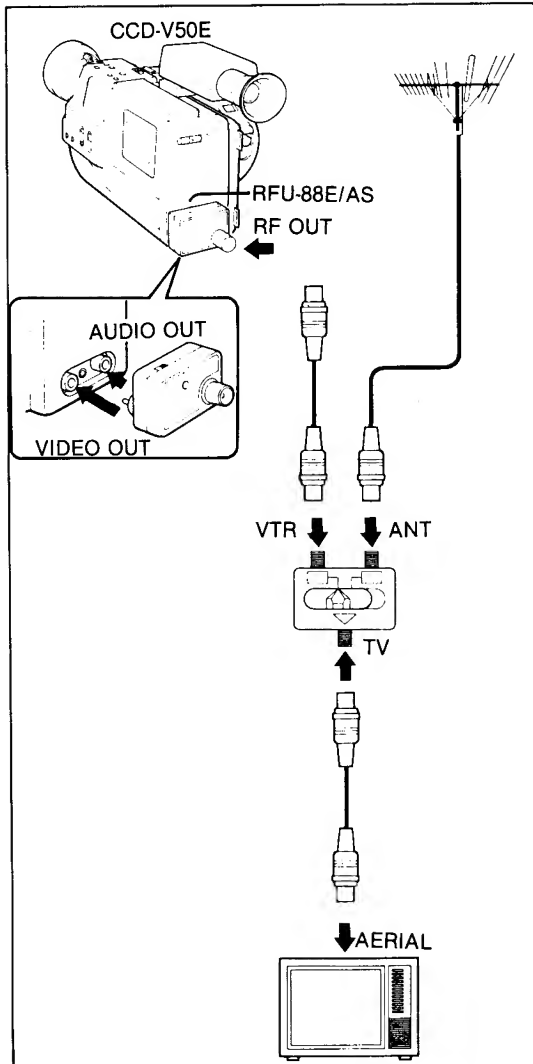 CCD-V50E
RFU-88E/AS
RF OUT
AUDIO OUT
VIDEO OUT
VTR
ANT
TV
AERIAL